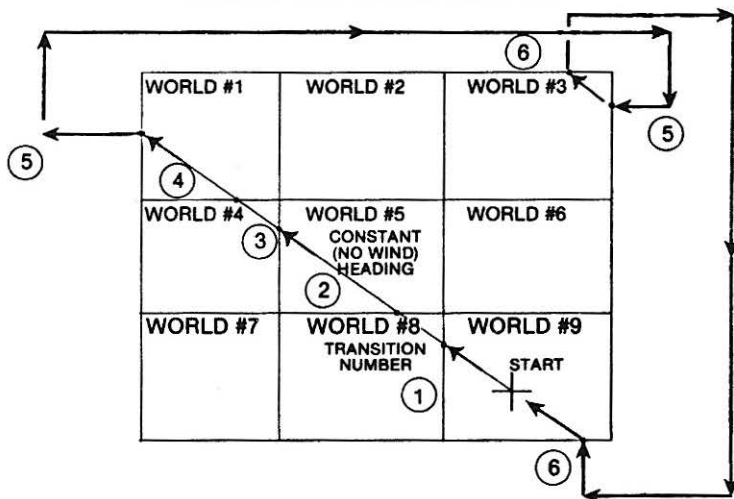 6
WORLD #1
WORLD #2
WORLD #3
5
5
4
WORLD #4
WORLD #5
WORLD #6
3
CONSTANT
(NO WIND)
HEADING
2
WORLD #7
WORLD #8
WORLD #9
TRANSITION
NUMBER
START
1
6